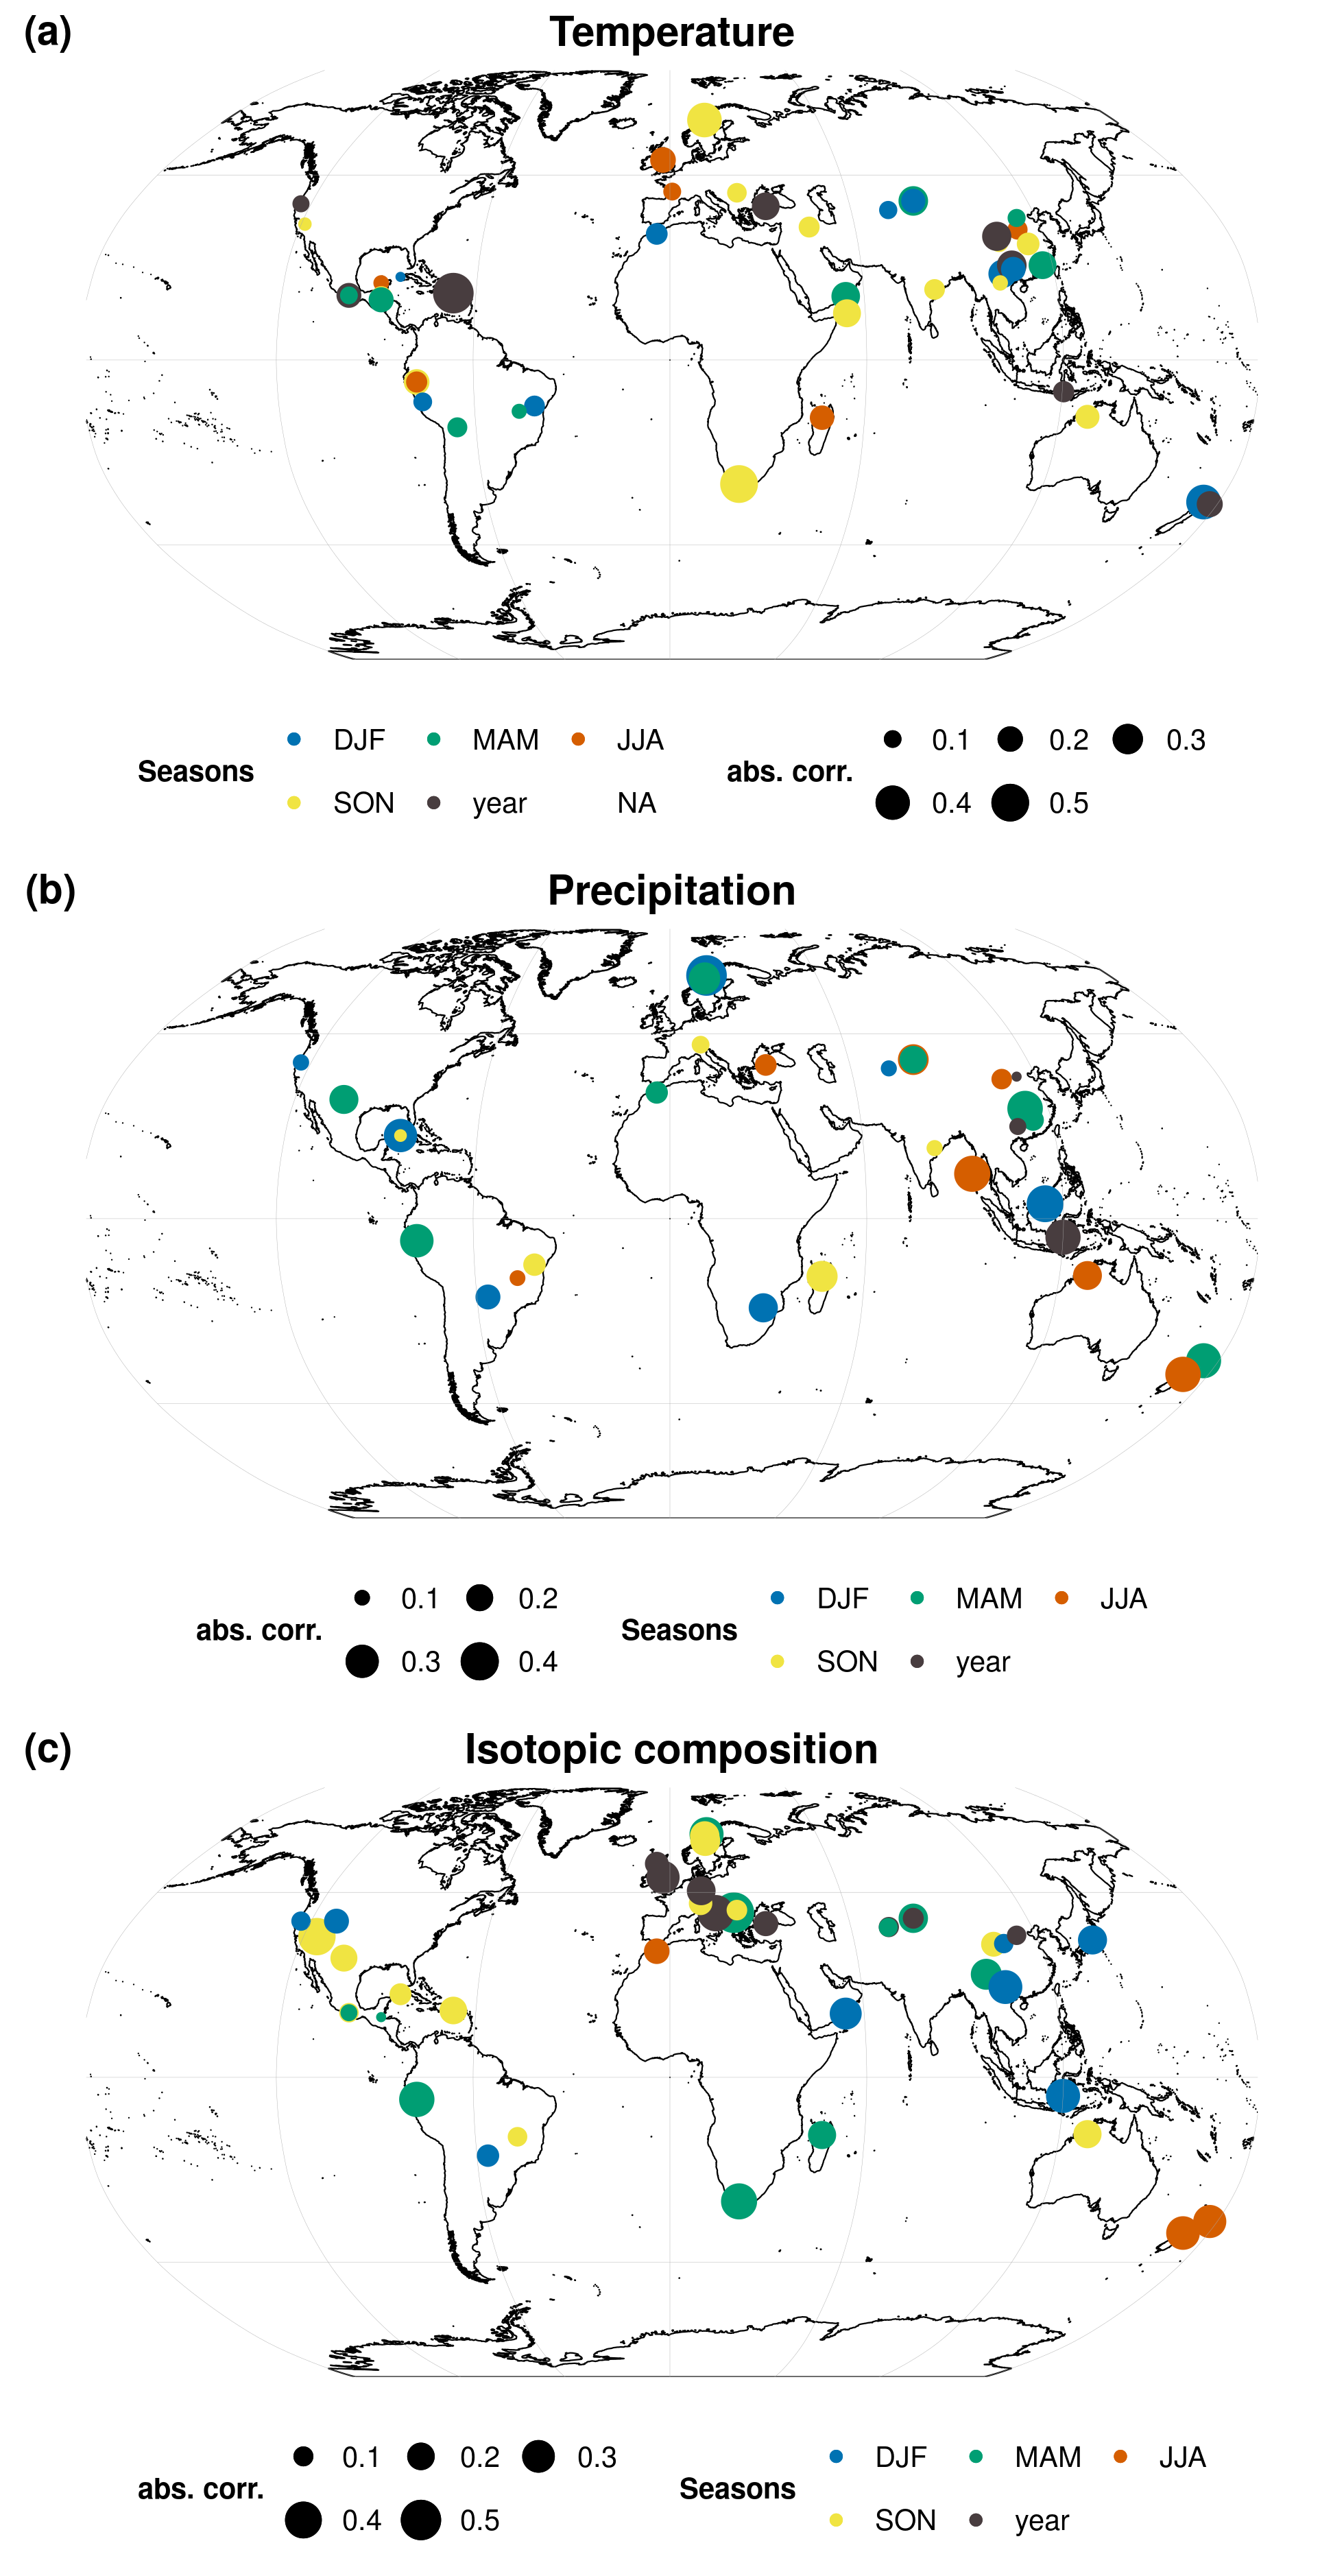 (a) Temperature
DJF MAM JJA 0.1 0.2 0.3
Seasons abs. corr.
SON year NA 0.4 0.5
(b) Precipitation
0.1 0.2 DJF MAM JJA
abs. corr. Seasons
0.3 0.4 SON year
(c) Isotopic composition
0.1 0.2 0.3 DJF MAM JJA
abs. corr. Seasons
0.4 0.5 SON year